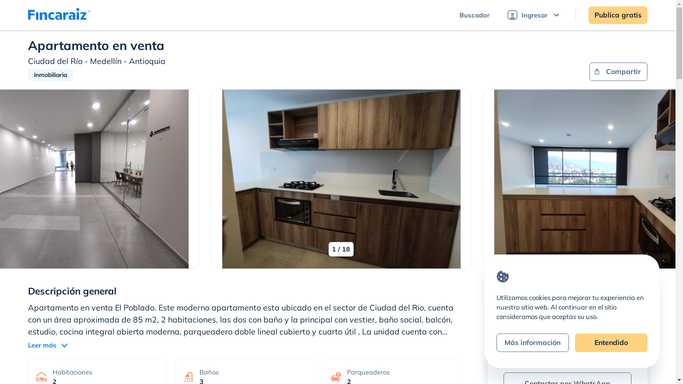 Fincaraiz
Buscador
Ingresar
Publica gratis
Apartamento en venta
Ciudad del Río - Medellín - Antioquia
Inmobiliaria
Compartir
1 / 18
Descripción general
Apartamento en venta El Poblado. Este moderno apartamento esta ubicado en el sector de Ciudad del Rio, cuenta
con un área aproximada de 85 m2, 2 habitaciones, las dos con baño y la principal con vestier, baño social, balcón,
estudio, cocina integral abierta moderna, parqueadero doble lineal cubierto y cuarto útil , La unidad cuenta con...
Leer más
Habitaciones
2
Baños
3
Parqueaderos
2
Utilizamos cookies para mejorar tu experiencia en
nuestro sitio web. Al continuar en el sitio
consideramos que aceptas su uso.
Más información
Entendido
Contactar por WhatsApp